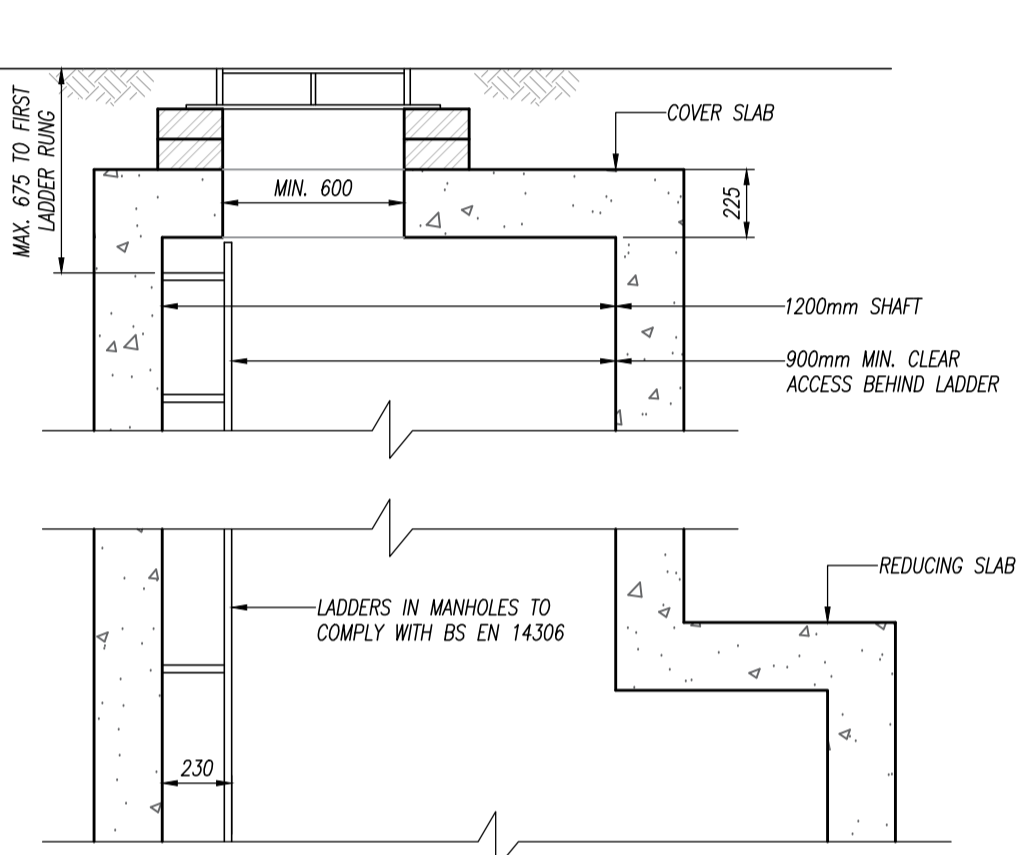 MAX. 675 TO FIRST
LADDER RUNG
COVER SLAB
MIN. 600
225
1200mm SHAFT
900mm MIN. CLEAR
ACCESS BEHIND LADDER
REDUCING SLAB
LADDERS IN MANHOLES TO
COMPLY WITH BS EN 14306
230